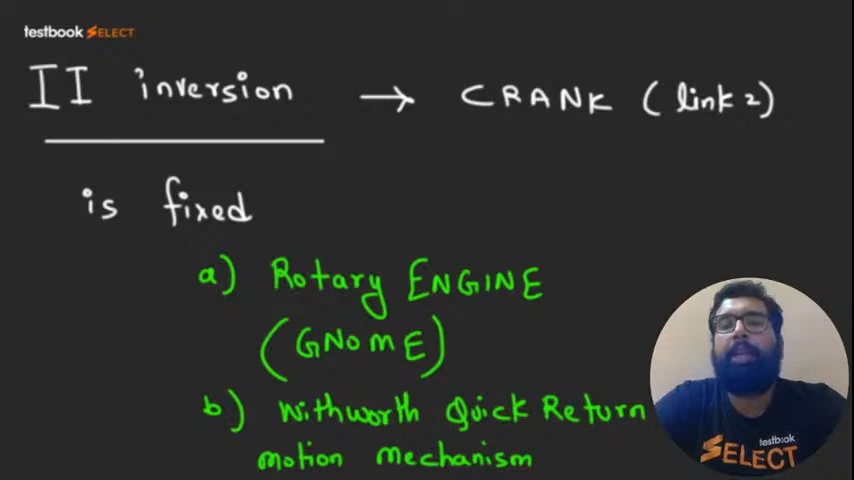 testbook SELECT
II inversion → CRANK (link 2)
is fixed
a) Rotary ENGINE
(GNOME)
b) Withworth Quick Return
motion mechanism
testbook
SELECT